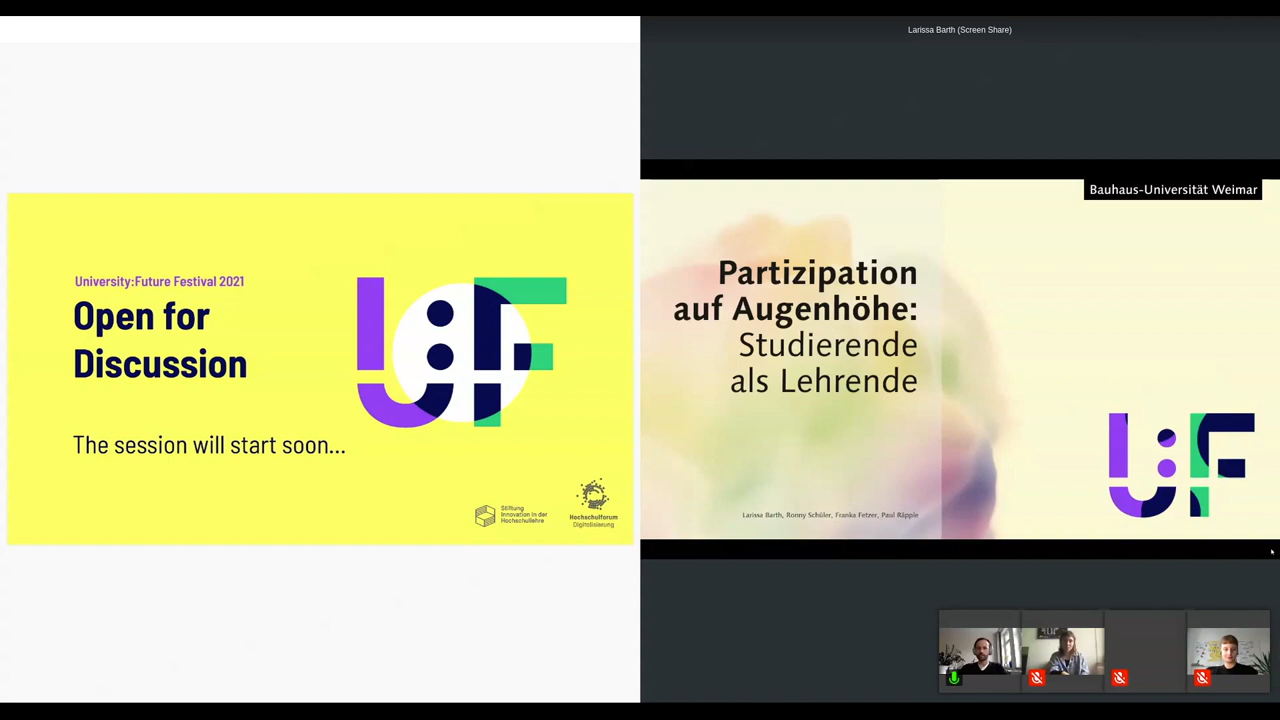 University:Future Festival 2021
Open for
Discussion
The session will start soon...
Stiftung
Innovation in der
Hochschullehre
Hochschulforum
Digitalisierung
Larissa Barth (Screen Share)
Bauhaus-Universität Weimar
Partizipation
auf Augenhöhe:
Studierende
als Lehrende
Larissa Barth, Ronny Schüler, Franka Fetzer, Paul Räpple
U:F